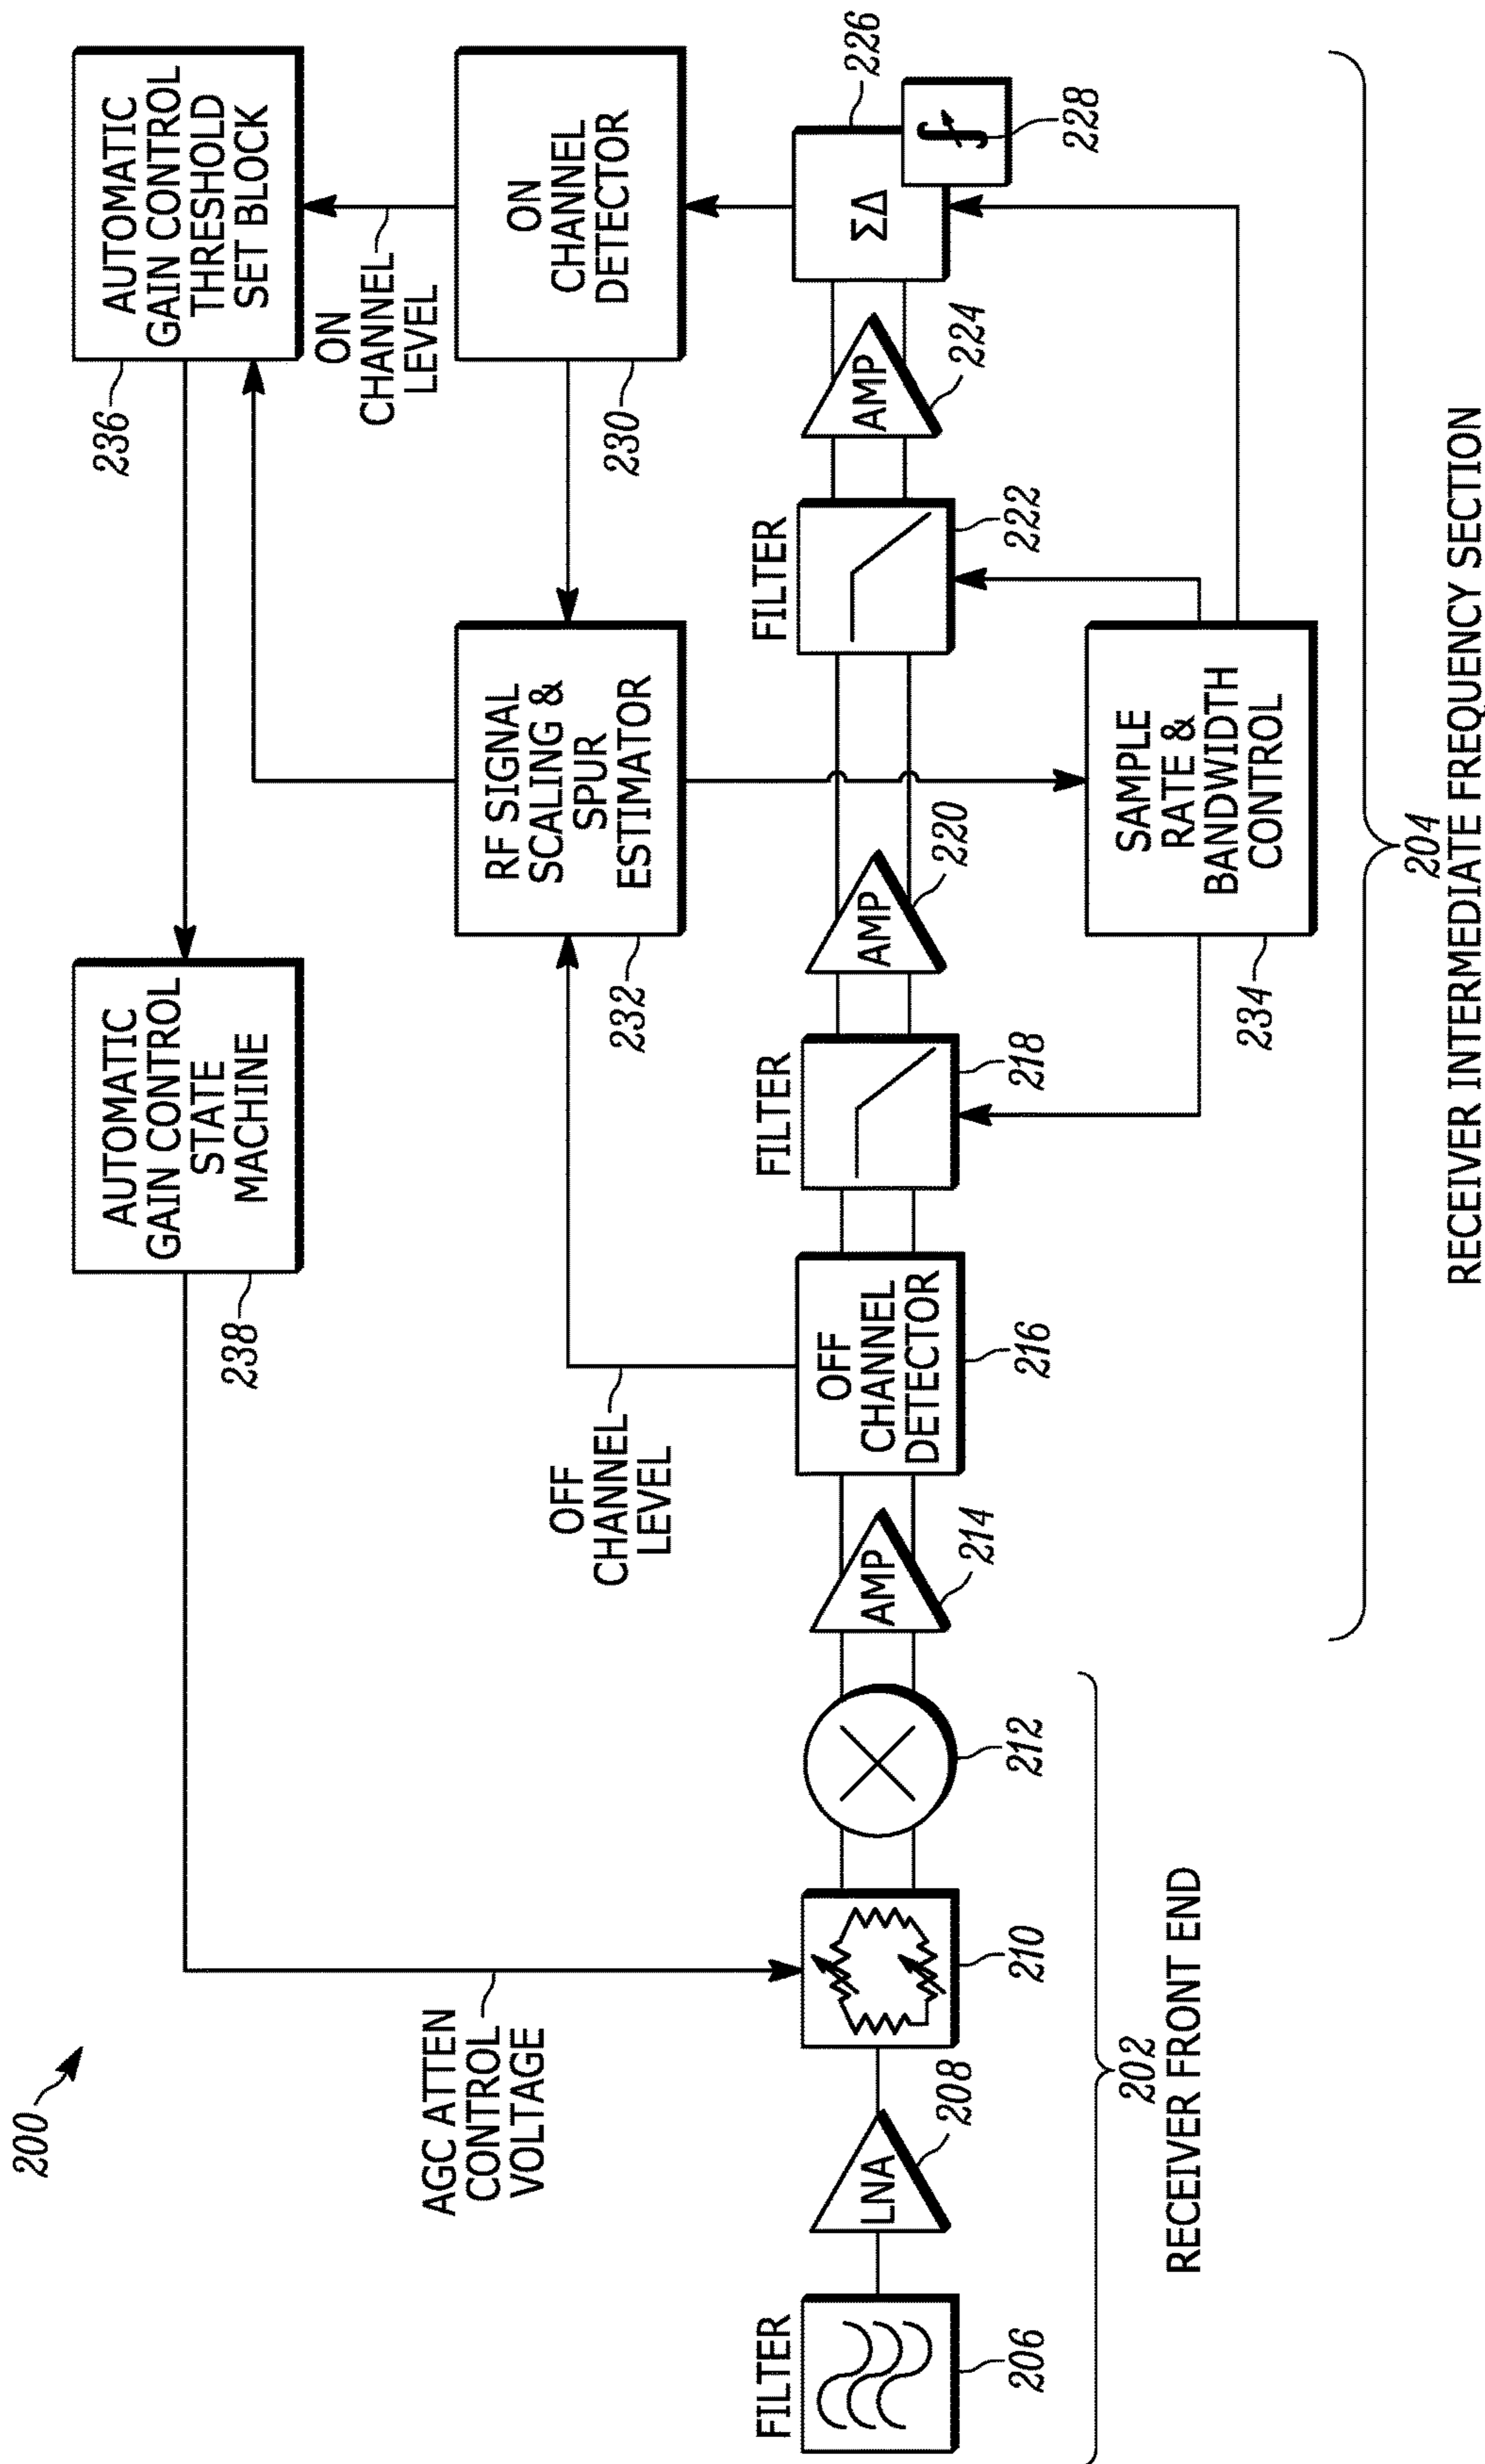 200
AUTOMATIC
GAIN CONTROL
STATE
MACHINE
238
AUTOMATIC
GAIN CONTROL
THRESHOLD
SET BLOCK
236
AGC ATTEN
CONTROL
VOLTAGE
OFF
CHANNEL
LEVEL
RF SIGNAL
SCALING &
SPUR
ESTIMATOR
232
ON
CHANNEL
LEVEL
ON
CHANNEL
DETECTOR
230
FILTER
206
LNA
208
210
212
AMP
214
OFF
CHANNEL
DETECTOR
216
FILTER
218
AMP
220
FILTER
222
AMP
224
ΣΔ
226
∫
228
SAMPLE
RATE &
BANDWIDTH
CONTROL
234
202
RECEIVER FRONT END
204
RECEIVER INTERMEDIATE FREQUENCY SECTION